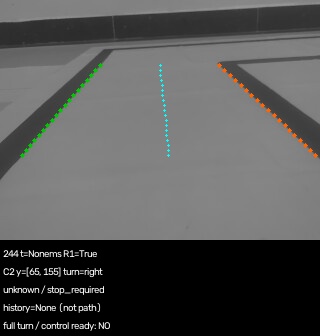 244 t=Nonems R1=True
C2 y=[65, 155] turn=right
unknown / stop_required
history=None (not path)
full turn / control ready: NO